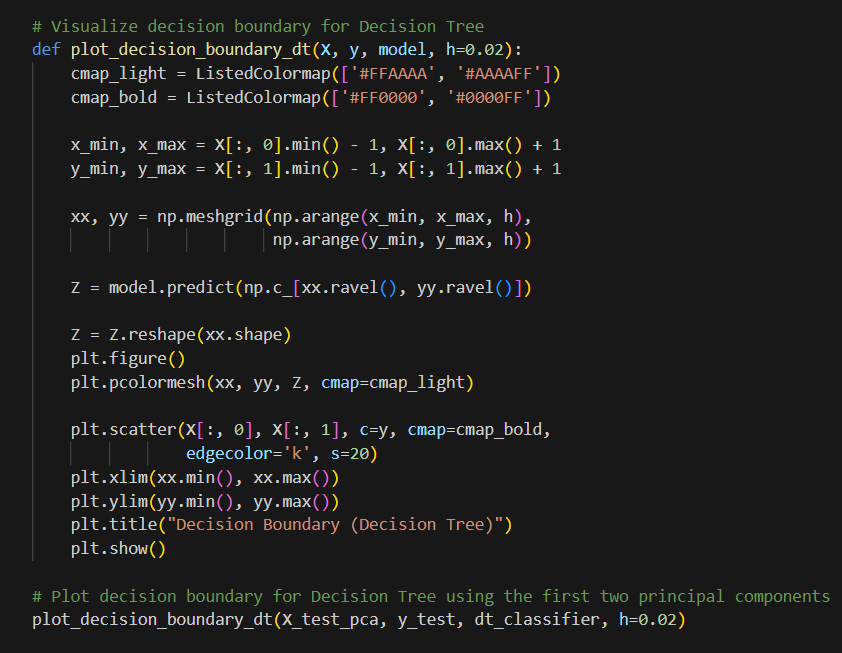 # Visualize decision boundary for Decision Tree
def plot_decision_boundary_dt(X, y, model, h=0.02):
    cmap_light = ListedColormap(['#FFAAAA', '#AAAAFF'])
    cmap_bold = ListedColormap(['#FF0000', '#0000FF'])
    x_min, x_max = X[:, 0].min() - 1, X[:, 0].max() + 1
    y_min, y_max = X[:, 1].min() - 1, X[:, 1].max() + 1
    xx, yy = np.meshgrid(np.arange(x_min, x_max, h),
                         np.arange(y_min, y_max, h))
    Z = model.predict(np.c_[xx.ravel(), yy.ravel()])
    Z = Z.reshape(xx.shape)
    plt.figure()
    plt.pcolormesh(xx, yy, Z, cmap=cmap_light)
    plt.scatter(X[:, 0], X[:, 1], c=y, cmap=cmap_bold,
                edgecolor='k', s=20)
    plt.xlim(xx.min(), xx.max())
    plt.ylim(yy.min(), yy.max())
    plt.title("Decision Boundary (Decision Tree)")
    plt.show()
# Plot decision boundary for Decision Tree using the first two principal components
plot_decision_boundary_dt(X_test_pca, y_test, dt_classifier, h=0.02)